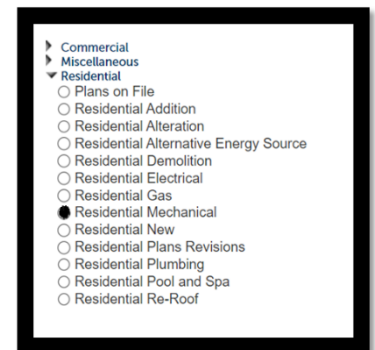 Commercial
Miscellaneous
Residential
Plans on File
Residential Addition
Residential Alteration
Residential Alternative Energy Source
Residential Demolition
Residential Electrical
Residential Gas
Residential Mechanical
Residential New
Residential Plans Revisions
Residential Plumbing
Residential Pool and Spa
Residential Re-Roof